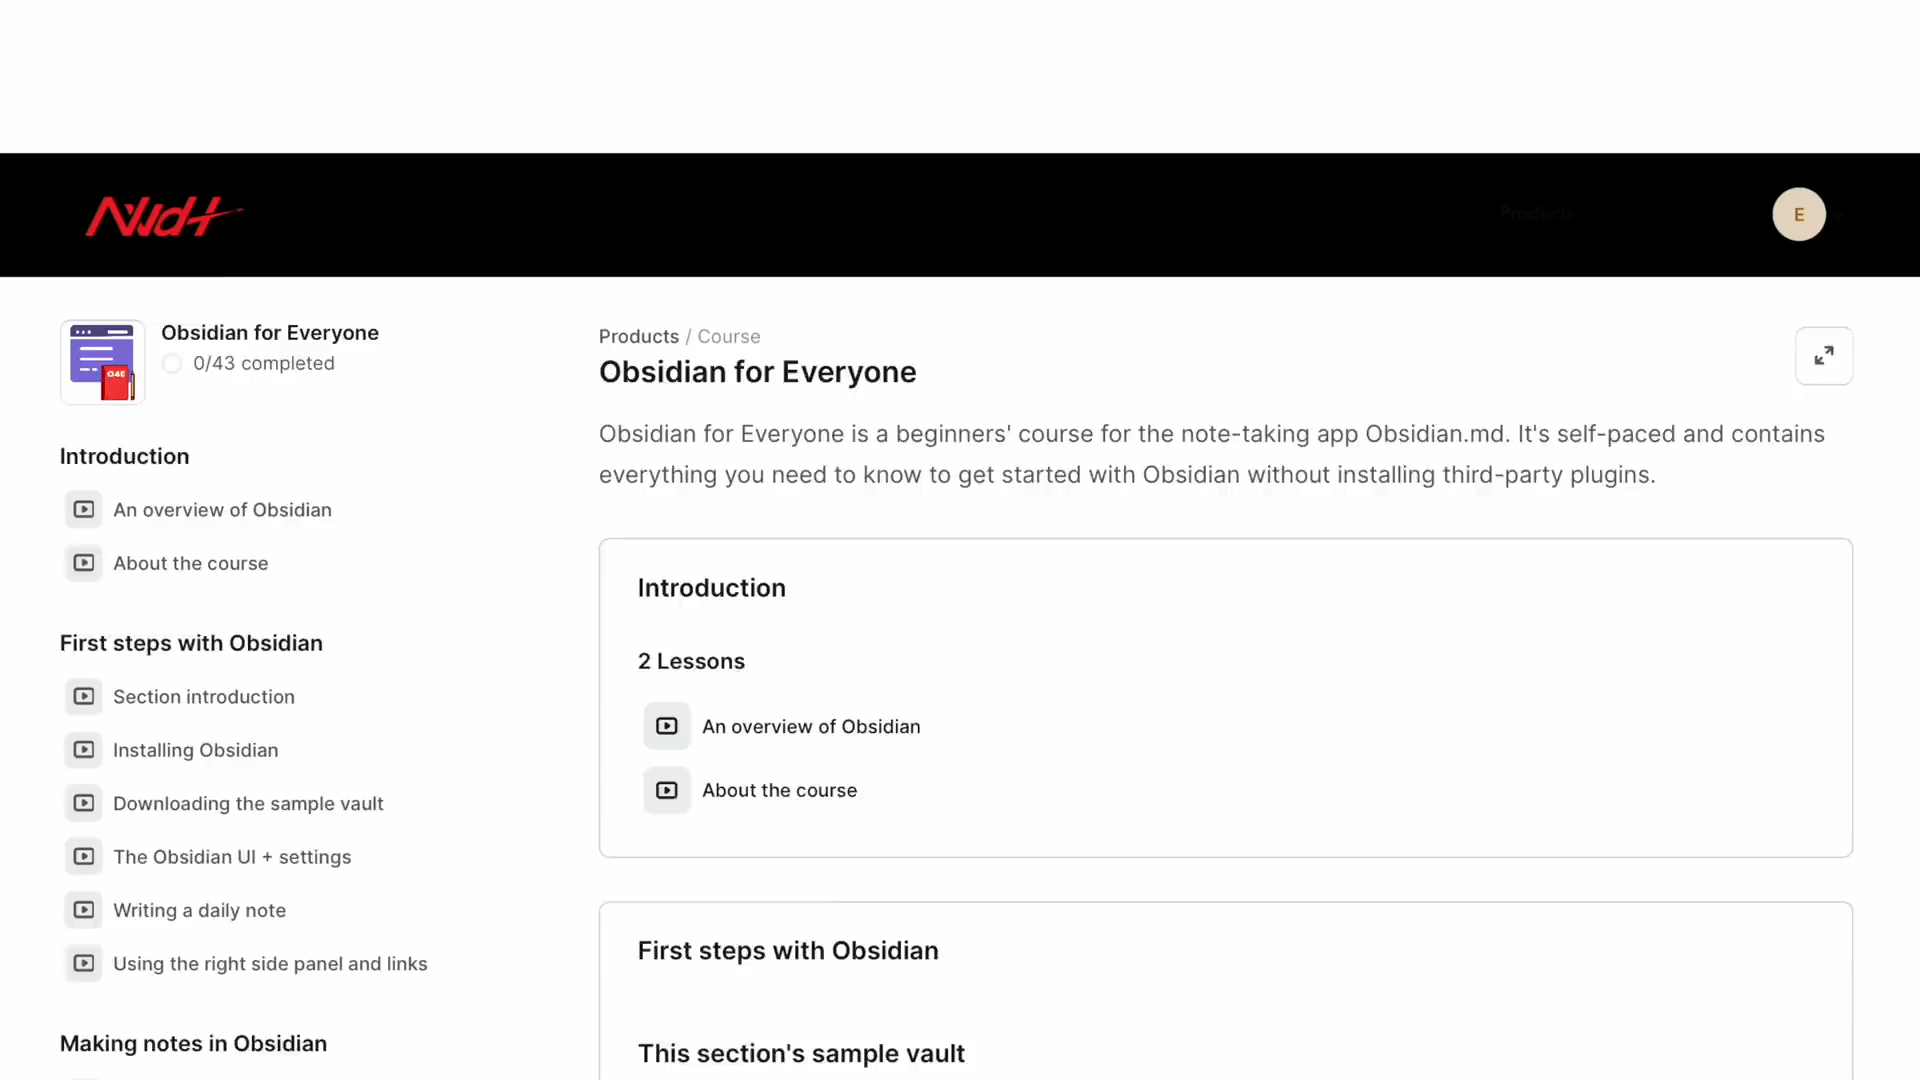 Nvdh
Products
E
Obsidian for Everyone
0/43 completed
O4E
Introduction
An overview of Obsidian
About the course
First steps with Obsidian
Section introduction
Installing Obsidian
Downloading the sample vault
The Obsidian UI + settings
Writing a daily note
Using the right side panel and links
Making notes in Obsidian
Products / Course
Obsidian for Everyone
Obsidian for Everyone is a beginners' course for the note-taking app Obsidian.md. It's self-paced and contains
everything you need to know to get started with Obsidian without installing third-party plugins.
Introduction
2 Lessons
An overview of Obsidian
About the course
First steps with Obsidian
This section's sample vault